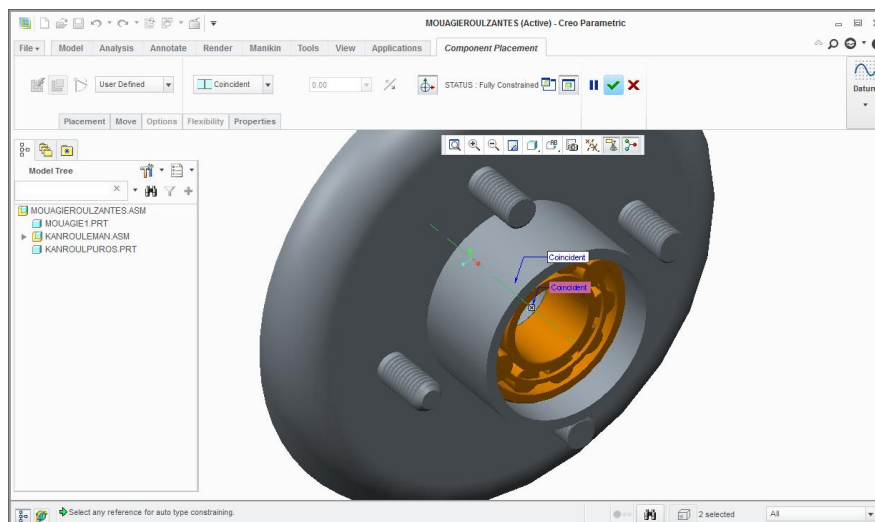 MOUAGIEROULZANTES (Active) - Creo Parametric
File Model Analysis Annotate Render Manikin Tools View Applications Component Placement
User Defined Coincident 0.00 STATUS : Fully Constrained
Datum
Placement Move Options Flexibility Properties
Model Tree
MOUAGIEROULZANTES.ASM
MOUAGIE1.PRT
KANROULEMAN.ASM
KANROULPUROS.PRT
Coincident
Coincident
Select any reference for auto type constraining.
2 selected
All